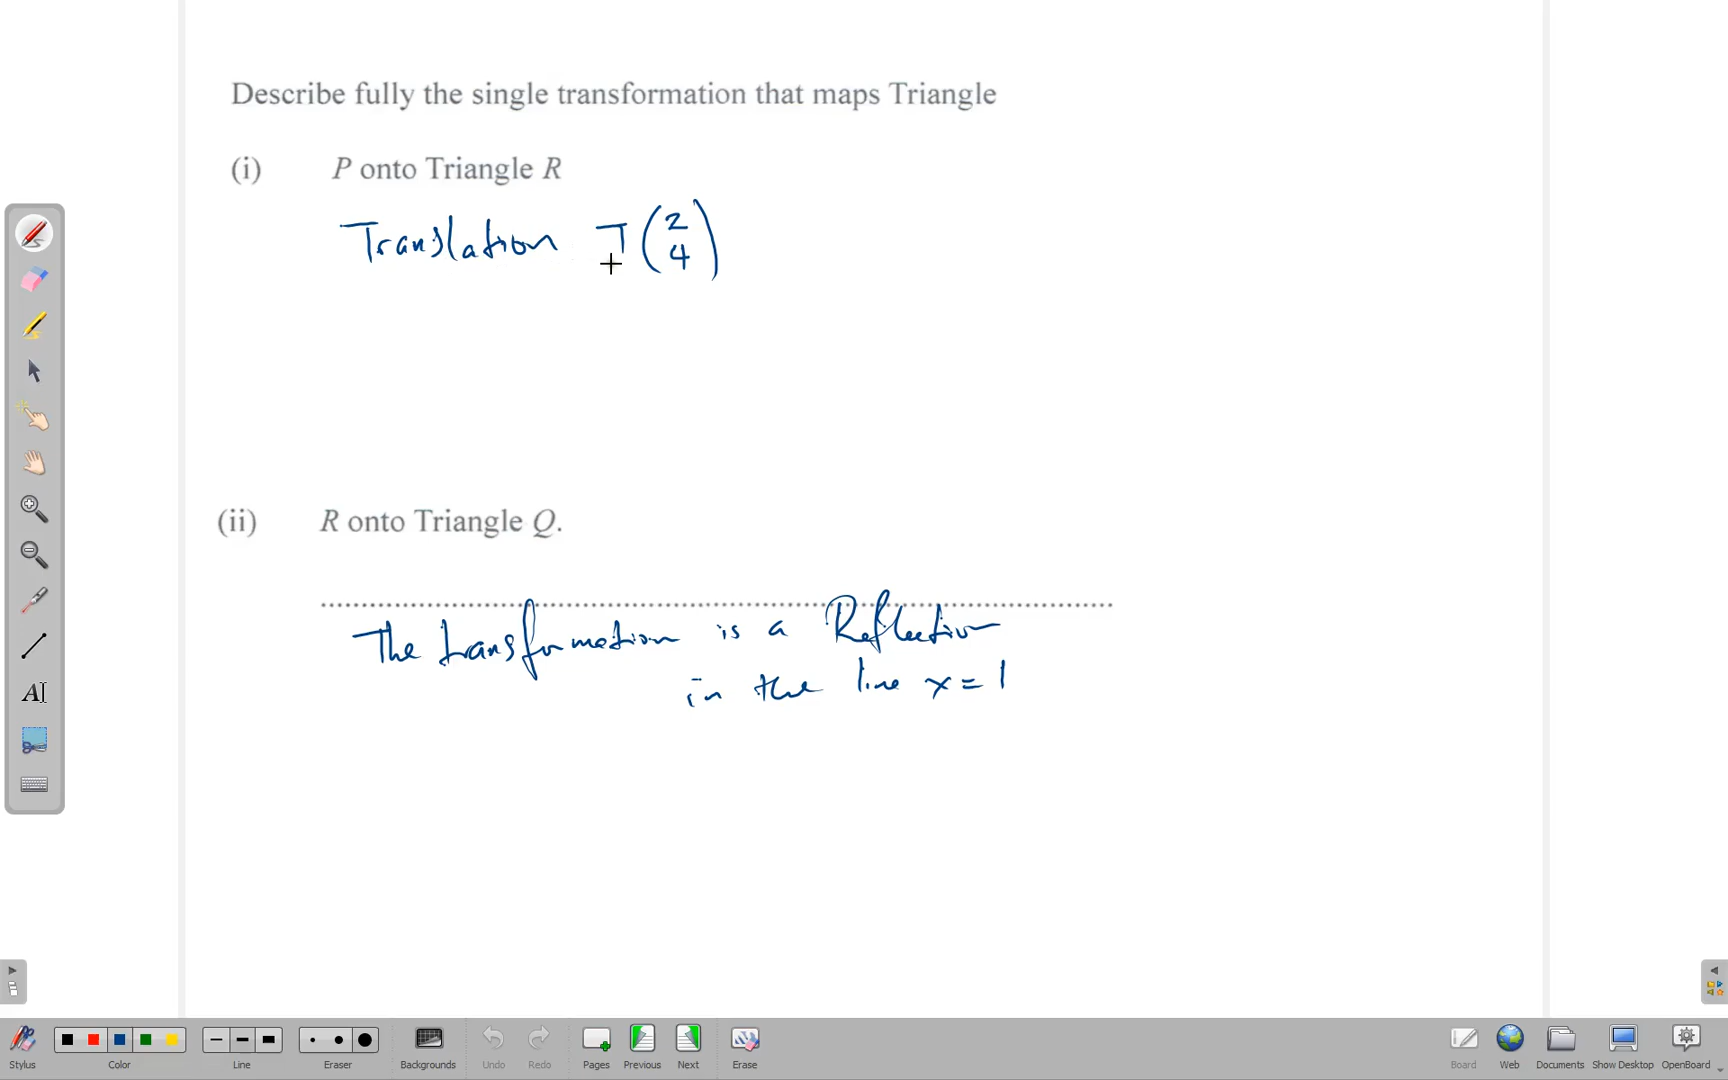 Describe fully the single transformation that maps Triangle
(i) P onto Triangle R
Translation T (2 4)
(ii) R onto Triangle Q.
The transformation is a Reflection
in the line x = 1
A
Stylus
Color
Line
Eraser
Backgrounds
Undo
Redo
Pages
Previous
Next
Erase
Board
Web
Documents
Show Desktop
OpenBoard